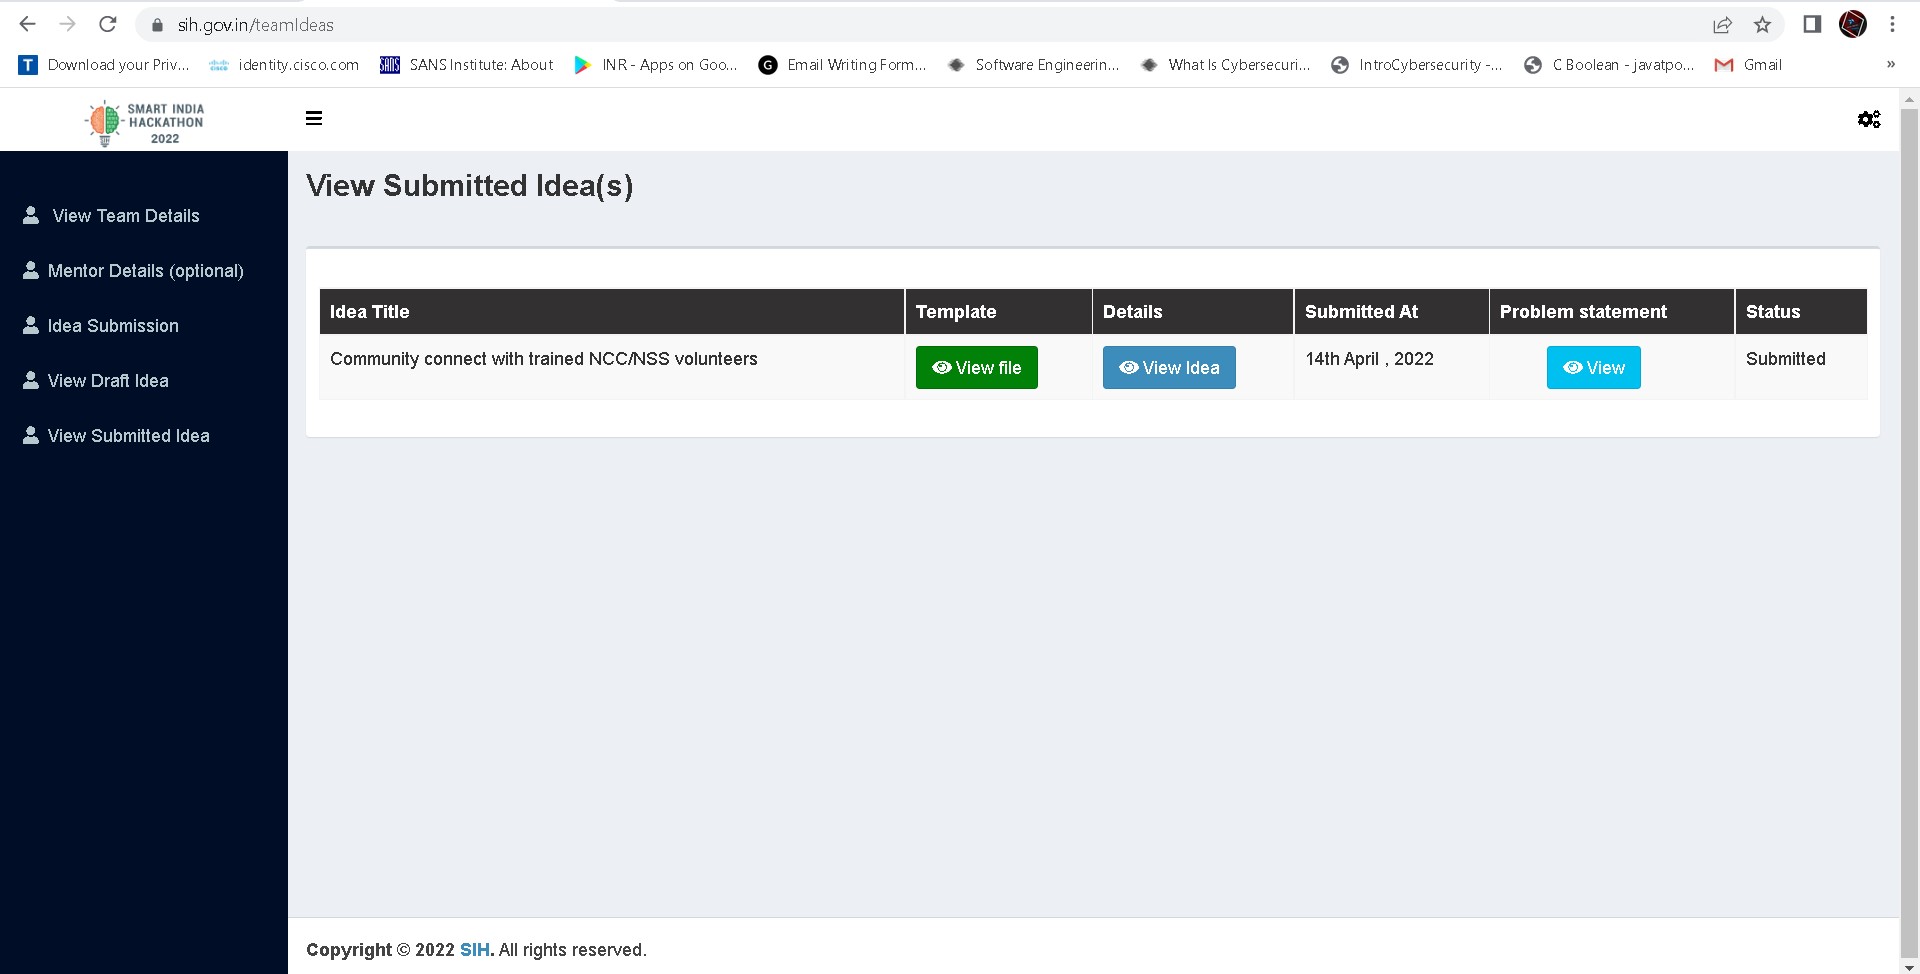 sih.gov.in/teamIdeas
Download your Priv... identity.cisco.com SANS Institute: About INR - Apps on Goo... Email Writing Form... Software Engineerin... What Is Cybersecuri... IntroCybersecurity -... C Boolean - javatpo... Gmail »
SMART INDIA
HACKATHON
2022
View Team Details
Mentor Details (optional)
Idea Submission
View Draft Idea
View Submitted Idea
View Submitted Idea(s)
Idea Title Template Details Submitted At Problem statement Status
Community connect with trained NCC/NSS volunteers View file View Idea 14th April , 2022 View Submitted
Copyright © 2022 SIH. All rights reserved.